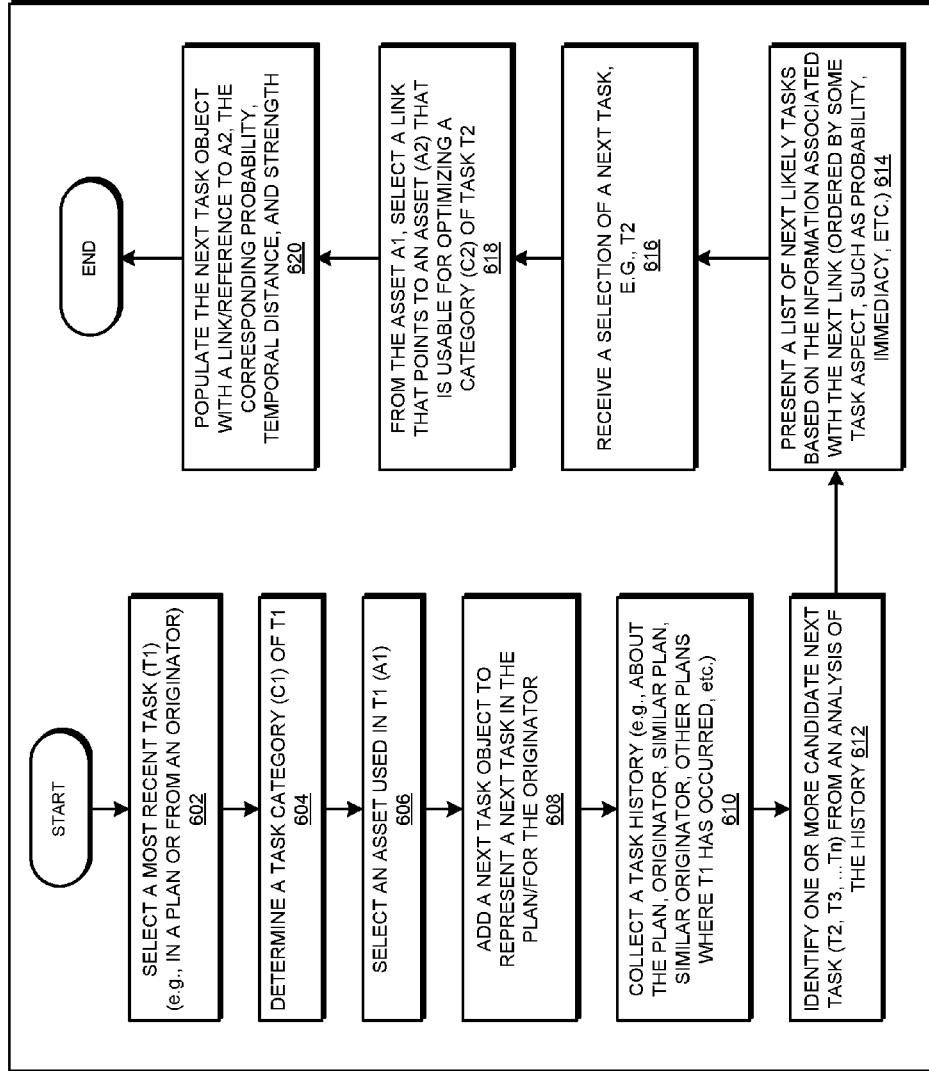 START
SELECT A MOST RECENT TASK (T1)
(e.g., IN A PLAN OR FROM AN ORIGINATOR)
602
DETERMINE A TASK CATEGORY (C1) OF T1
604
SELECT AN ASSET USED IN T1 (A1)
606
ADD A NEXT TASK OBJECT TO
REPRESENT A NEXT TASK IN THE
PLAN/FOR THE ORIGINATOR
608
COLLECT A TASK HISTORY (e.g., ABOUT
THE PLAN, ORIGINATOR, SIMILAR PLAN,
SIMILAR ORIGINATOR, OTHER PLANS
WHERE T1 HAS OCCURRED, etc.)
610
IDENTIFY ONE OR MORE CANDIDATE NEXT
TASK (T2, T3, ...Tn) FROM AN ANALYSIS OF
THE HISTORY 612
PRESENT A LIST OF NEXT LIKELY TASKS
BASED ON THE INFORMATION ASSOCIATED
WITH THE NEXT LINK (ORDERED BY SOME
TASK ASPECT, SUCH AS PROBABILITY,
IMMEDIACY, ETC.) 614
RECEIVE A SELECTION OF A NEXT TASK,
E.G., T2
616
FROM THE ASSET A1, SELECT A LINK
THAT POINTS TO AN ASSET (A2) THAT
IS USABLE FOR OPTIMIZING A
CATEGORY (C2) OF TASK T2
618
POPULATE THE NEXT TASK OBJECT
WITH A LINK/REFERENCE TO A2, THE
CORRESPONDING PROBABILITY,
TEMPORAL DISTANCE, AND STRENGTH
620
END